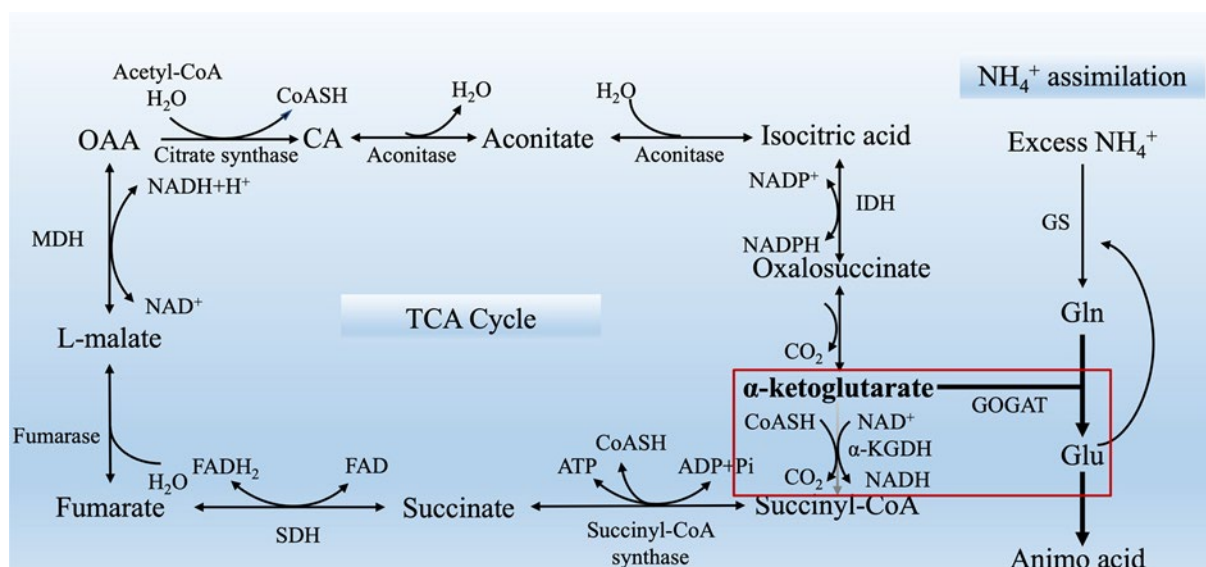 Acetyl-CoA
H₂O
CoASH
H₂O
H₂O
NH₄⁺ assimilation
OAA
Citrate synthase
CA
Aconitase
Aconitate
Aconitase
Isocitric acid
Excess NH₄⁺
NADH+H⁺
NADP⁺
IDH
MDH
GS
NADPH
Oxalosuccinate
NAD⁺
TCA Cycle
Gln
L-malate
CO₂
α-ketoglutarate
GOGAT
CoASH
NAD⁺
Fumarase
α-KGDH
Glu
CoASH
H₂O
FADH₂
FAD
ATP
ADP+Pi
CO₂
NADH
Fumarate
Succinate
Succinyl-CoA
SDH
Succinyl-CoA
synthase
Animo acid